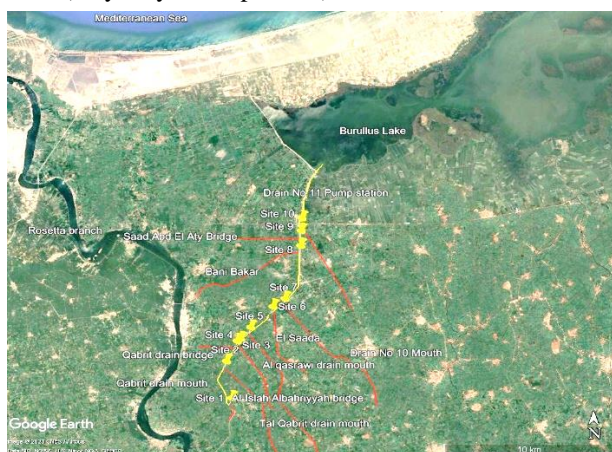 Mediterranean Sea
Burullus Lake
Drain No 11 Pump station
Site 10
Rosetta branch
Saad Abd El Aty Bridge
Site 9
Site 8
Bani Bakar
Site 7
Site 6
Site 5
Site 4
El Saada
Site 3
Qabrit drain bridge
Site 2
Drain No 10 Mouth
Al qasrawi drain mouth
Qabrit drain mouth
Site 1
Al Islah Albahriyyah bridge
Tal Qabrit drain mouth
Google Earth
N
10 km